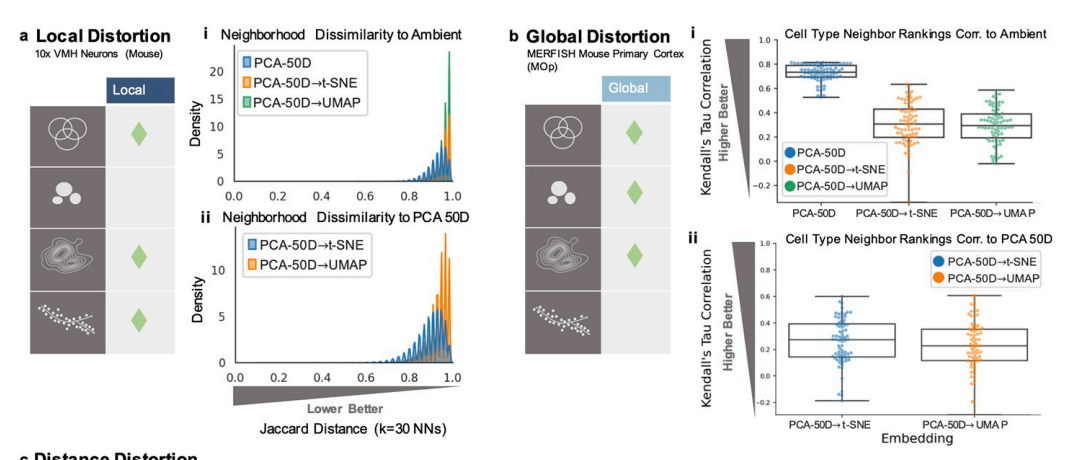 a Local Distortion
10x VMH Neurons (Mouse)
Local
i Neighborhood Dissimilarity to Ambient
PCA-50D
PCA-50D→t-SNE
PCA-50D→UMAP
Density
20
15
10
5
0
0.0 0.2 0.4 0.6 0.8 1.0
ii Neighborhood Dissimilarity to PCA 50D
PCA-50D→t-SNE
PCA-50D→UMAP
Density
10
5
0
0.0 0.2 0.4 0.6 0.8 1.0
Lower Better
Jaccard Distance (k=30 NNs)
b Global Distortion
MERFISH Mouse Primary Cortex
(MOp)
Global
i Cell Type Neighbor Rankings Corr. to Ambient
Kendall's Tau Correlation
Higher Better
1.0
0.8
0.6
0.4
0.2
0.0
-0.2
PCA-50D
PCA-50D→t-SNE
PCA-50D→UMAP
PCA-50D PCA-50D→t-SNE PCA-50D→UMAP
ii Cell Type Neighbor Rankings Corr. to PCA 50D
Kendall's Tau Correlation
Higher Better
1.0
0.8
0.6
0.4
0.2
0.0
-0.2
PCA-50D→t-SNE
PCA-50D→UMAP
PCA-50D→t-SNE PCA-50D→UMAP
Embedding
c Distance Distortion